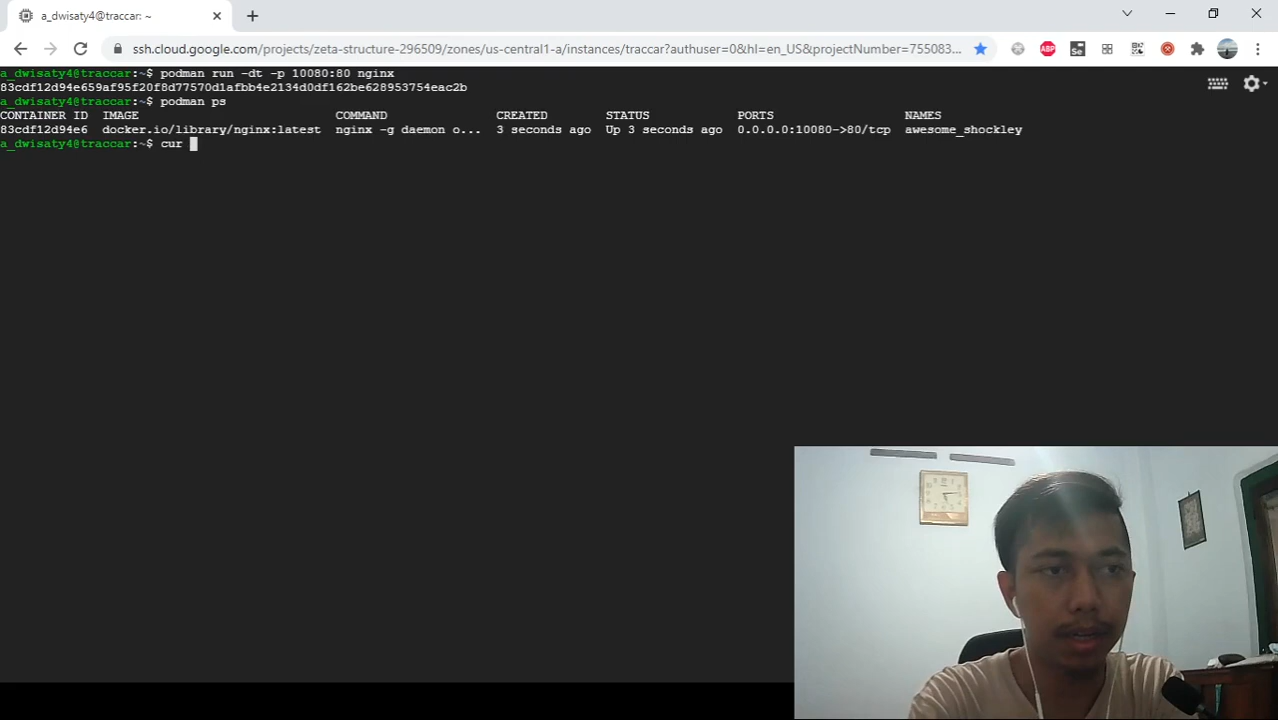 a_dwisaty4@traccar: ~
ssh.cloud.google.com/projects/zeta-structure-296509/zones/us-central1-a/instances/traccar?authuser=0&hl=en_US&projectNumber=755083...
ABP
Se
a_dwisaty4@traccar:~$ podman run -dt -p 10080:80 nginx
83cdf12d94e659af95f20f8d77570d1afbb4e2134d0df162be628953754eac2b
a_dwisaty4@traccar:~$ podman ps
CONTAINER ID IMAGE COMMAND CREATED STATUS PORTS NAMES
83cdf12d94e6 docker.io/library/nginx:latest nginx -g daemon o... 3 seconds ago Up 3 seconds ago 0.0.0.0:10080->80/tcp awesome_shockley
a_dwisaty4@traccar:~$ cur